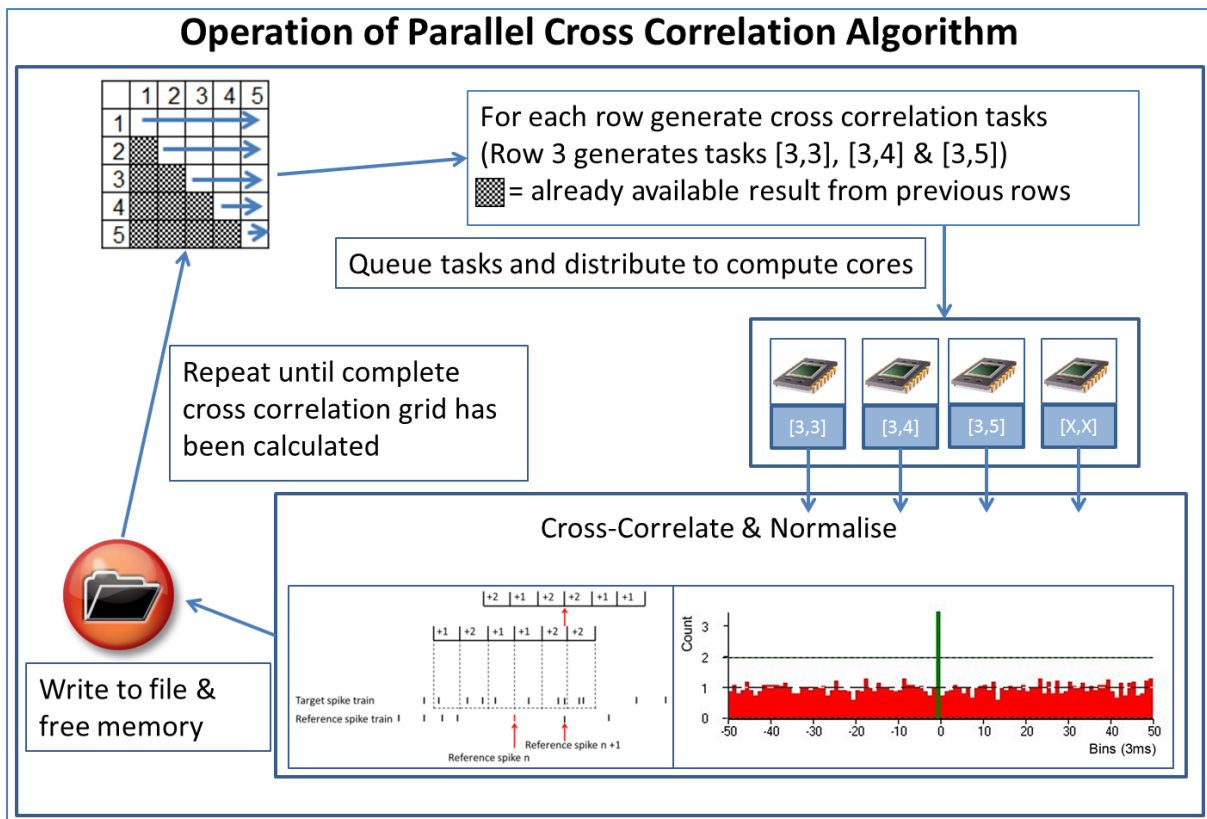 Operation of Parallel Cross Correlation Algorithm
1 2 3 4 5
1
2
3
4
5
For each row generate cross correlation tasks
(Row 3 generates tasks [3,3], [3,4] & [3,5])
= already available result from previous rows
Queue tasks and distribute to compute cores
[3,3] [3,4] [3,5] [X,X]
Repeat until complete
cross correlation grid has
been calculated
Cross-Correlate & Normalise
+2 +1 +2 +2 +1 +1
+1 +2 +1 +1 +2 +2
Target spike train
Reference spike train
Reference spike n +1
Reference spike n
Count
3
2
1
0
-50 -40 -30 -20 -10 0 10 20 30 40 50
Bins (3ms)
Write to file &
free memory